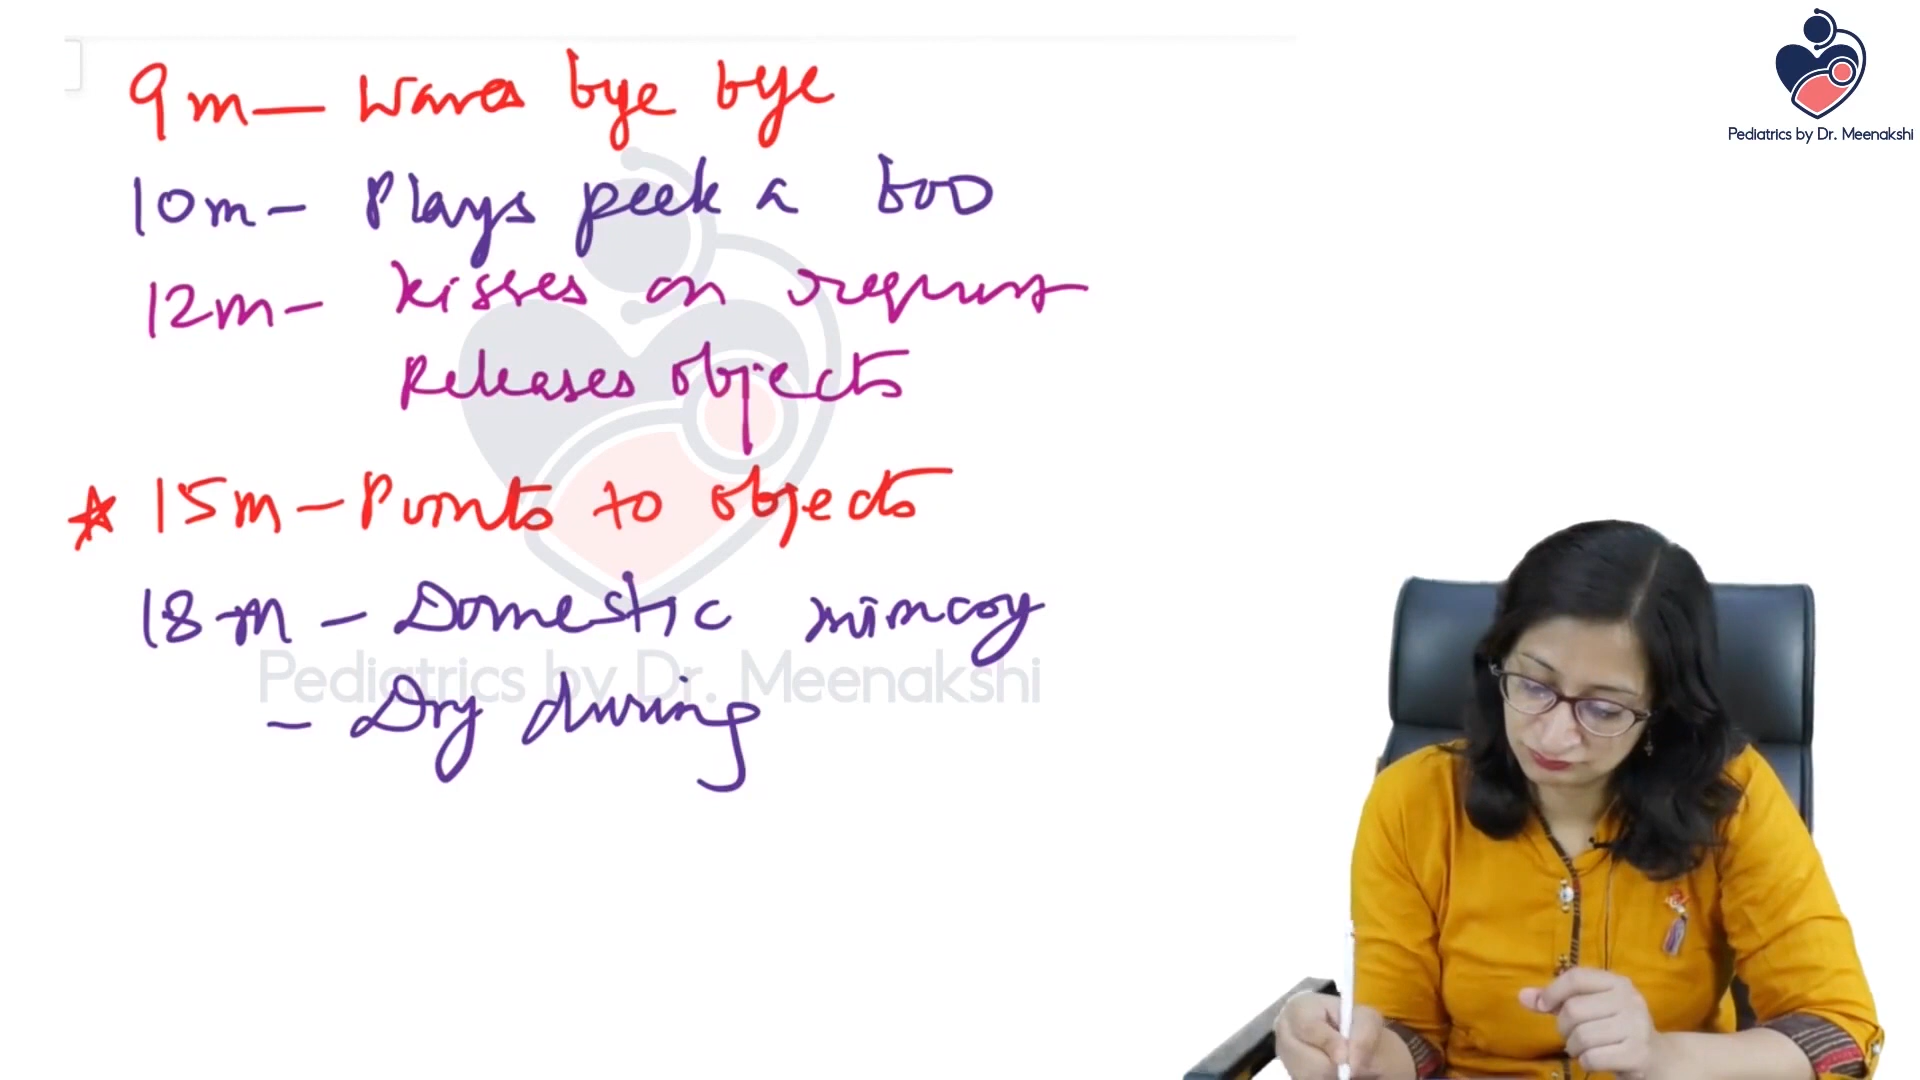 9m — Waves bye bye
10m - Plays peek a boo
12m - kisses on request
Releases objects
☆ 15m - Points to objects
18m - Domestic mimicry
- Dry during
Pediatrics by Dr. Meenakshi
Pediatrics by Dr. Meenakshi